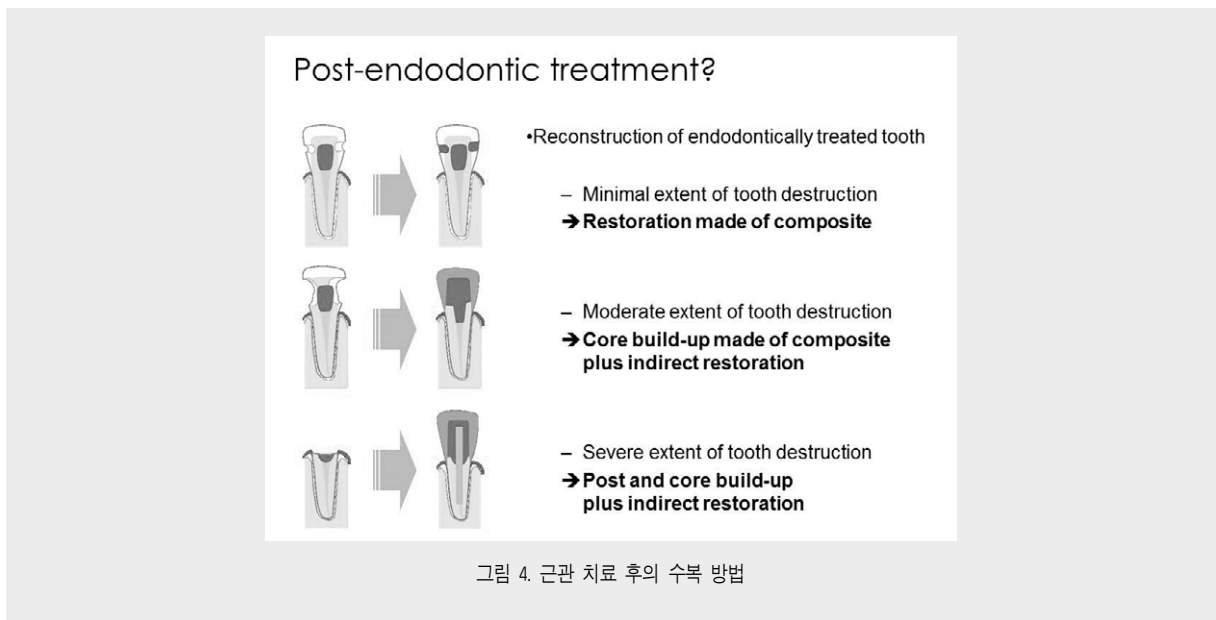 Post-endodontic treatment?
•Reconstruction of endodontically treated tooth
– Minimal extent of tooth destruction
➔ Restoration made of composite
– Moderate extent of tooth destruction
➔ Core build-up made of composite
plus indirect restoration
– Severe extent of tooth destruction
➔ Post and core build-up
plus indirect restoration
그림 4. 근관 치료 후의 수복 방법